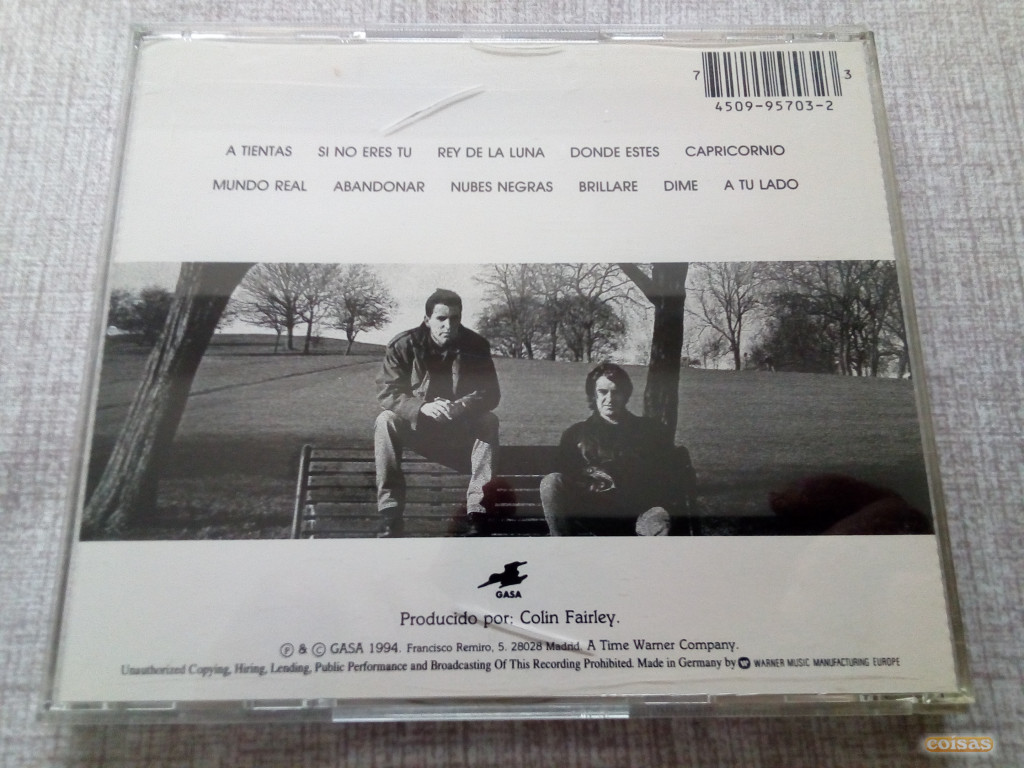 7 3
4509-95703-2
A TIENTAS SI NO ERES TU REY DE LA LUNA DONDE ESTES CAPRICORNIO
MUNDO REAL ABANDONAR NUBES NEGRAS BRILLARE DIME A TU LADO
GASA
Producido por: Colin Fairley.
Ⓟ & © GASA 1994. Francisco Remiro, 5. 28028 Madrid. A Time Warner Company.
Unauthorized Copying, Hiring, Lending, Public Performance and Broadcasting Of This Recording Prohibited. Made in Germany by WARNER MUSIC MANUFACTURING EUROPE
coisas